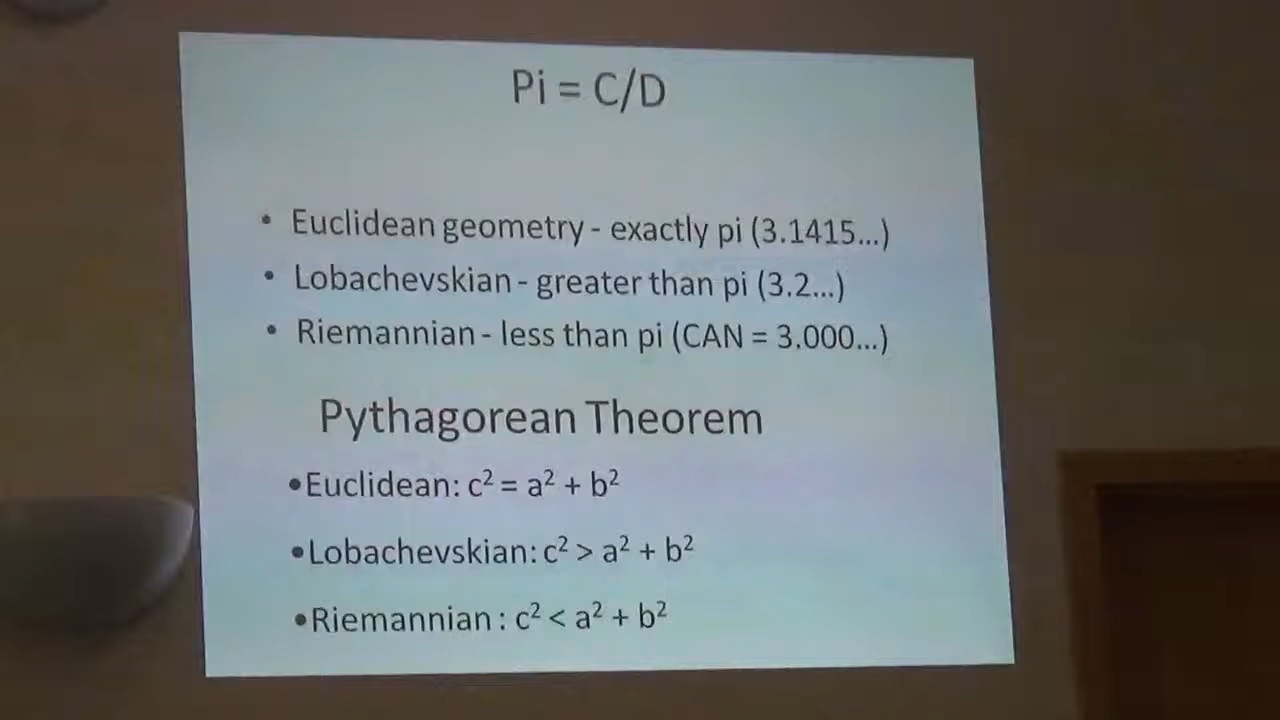 Pi = C/D
• Euclidean geometry - exactly pi (3.1415...)
• Lobachevskian - greater than pi (3.2...)
• Riemannian - less than pi (CAN = 3.000...)
Pythagorean Theorem
•Euclidean: c² = a² + b²
•Lobachevskian: c² > a² + b²
•Riemannian : c² < a² + b²